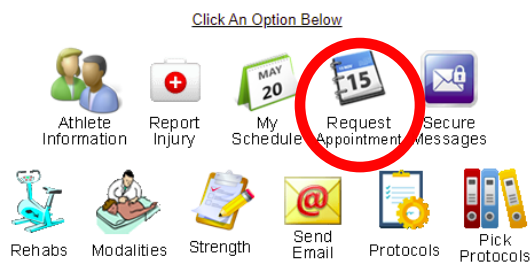 Click An Option Below
MAY
20
15
Athlete
Information
Report
Injury
My
Schedule
Request
Appointment
Secure
Messages
@
Rehabs
Modalities
Strength
Send
Email
Protocols
Pick
Protocols